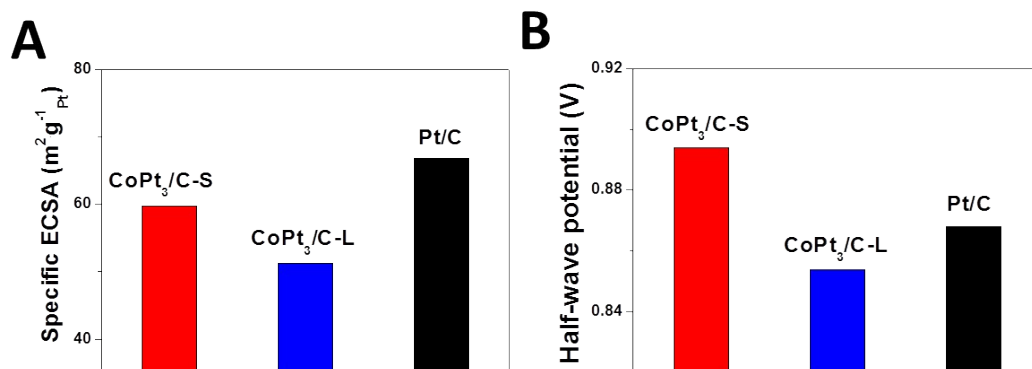 A
Specific ECSA (m²g⁻¹Pt)
80
60
40
CoPt₃/C-S
CoPt₃/C-L
Pt/C
B
Half-wave potential (V)
0.92
0.88
0.84
CoPt₃/C-S
CoPt₃/C-L
Pt/C